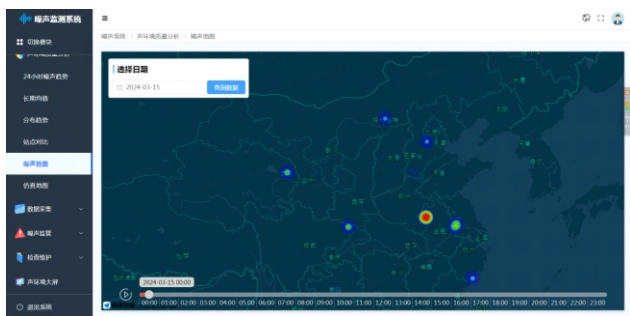 噪声监测系统
切换模块
噪声系统 > 声环境质量分析 > 噪声地图
声环境质量分析
24小时噪声趋势
长期均值
分布趋势
站点对比
噪声地图
仿真地图
数据采集
噪声监管
检查维护
声环境大屏
退出系统
选择日期
2024-03-15
查询数据
2024-03-15 00:00
00:00 01:00 02:00 03:00 04:00 05:00 06:00 07:00 08:00 09:00 10:00 11:00 12:00 13:00 14:00 15:00 16:00 17:00 18:00 19:00 20:00 21:00 22:00 23:00